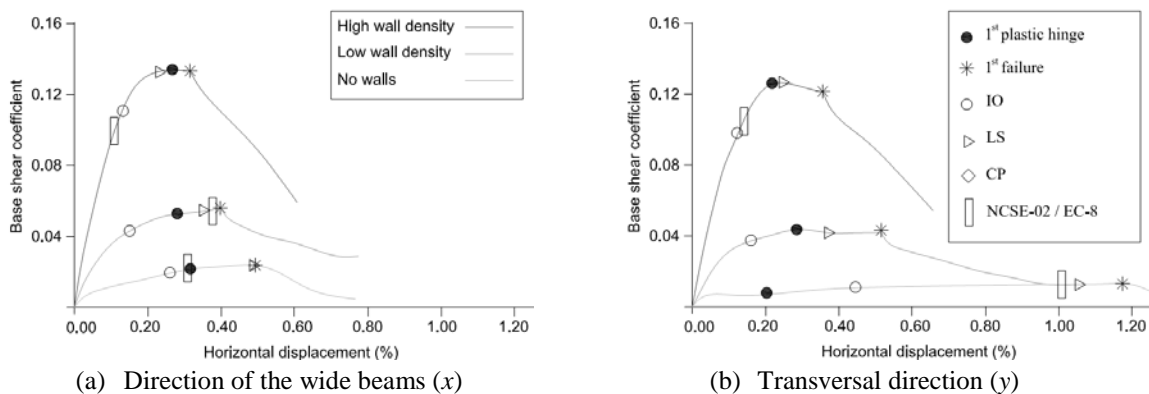 0.16
0.12
0.08
0.04
Base shear coefficient
0.00 0.20 0.40 0.60 0.80 1.00 1.20
Horizontal displacement (%)
High wall density
Low wall density
No walls
(a) Direction of the wide beams (x)
0.16
0.12
0.08
0.04
Base shear coefficient
0.00 0.20 0.40 0.60 0.80 1.00 1.20
Horizontal displacement (%)
1st plastic hinge
1st failure
IO
LS
CP
NCSE-02 / EC-8
(b) Transversal direction (y)